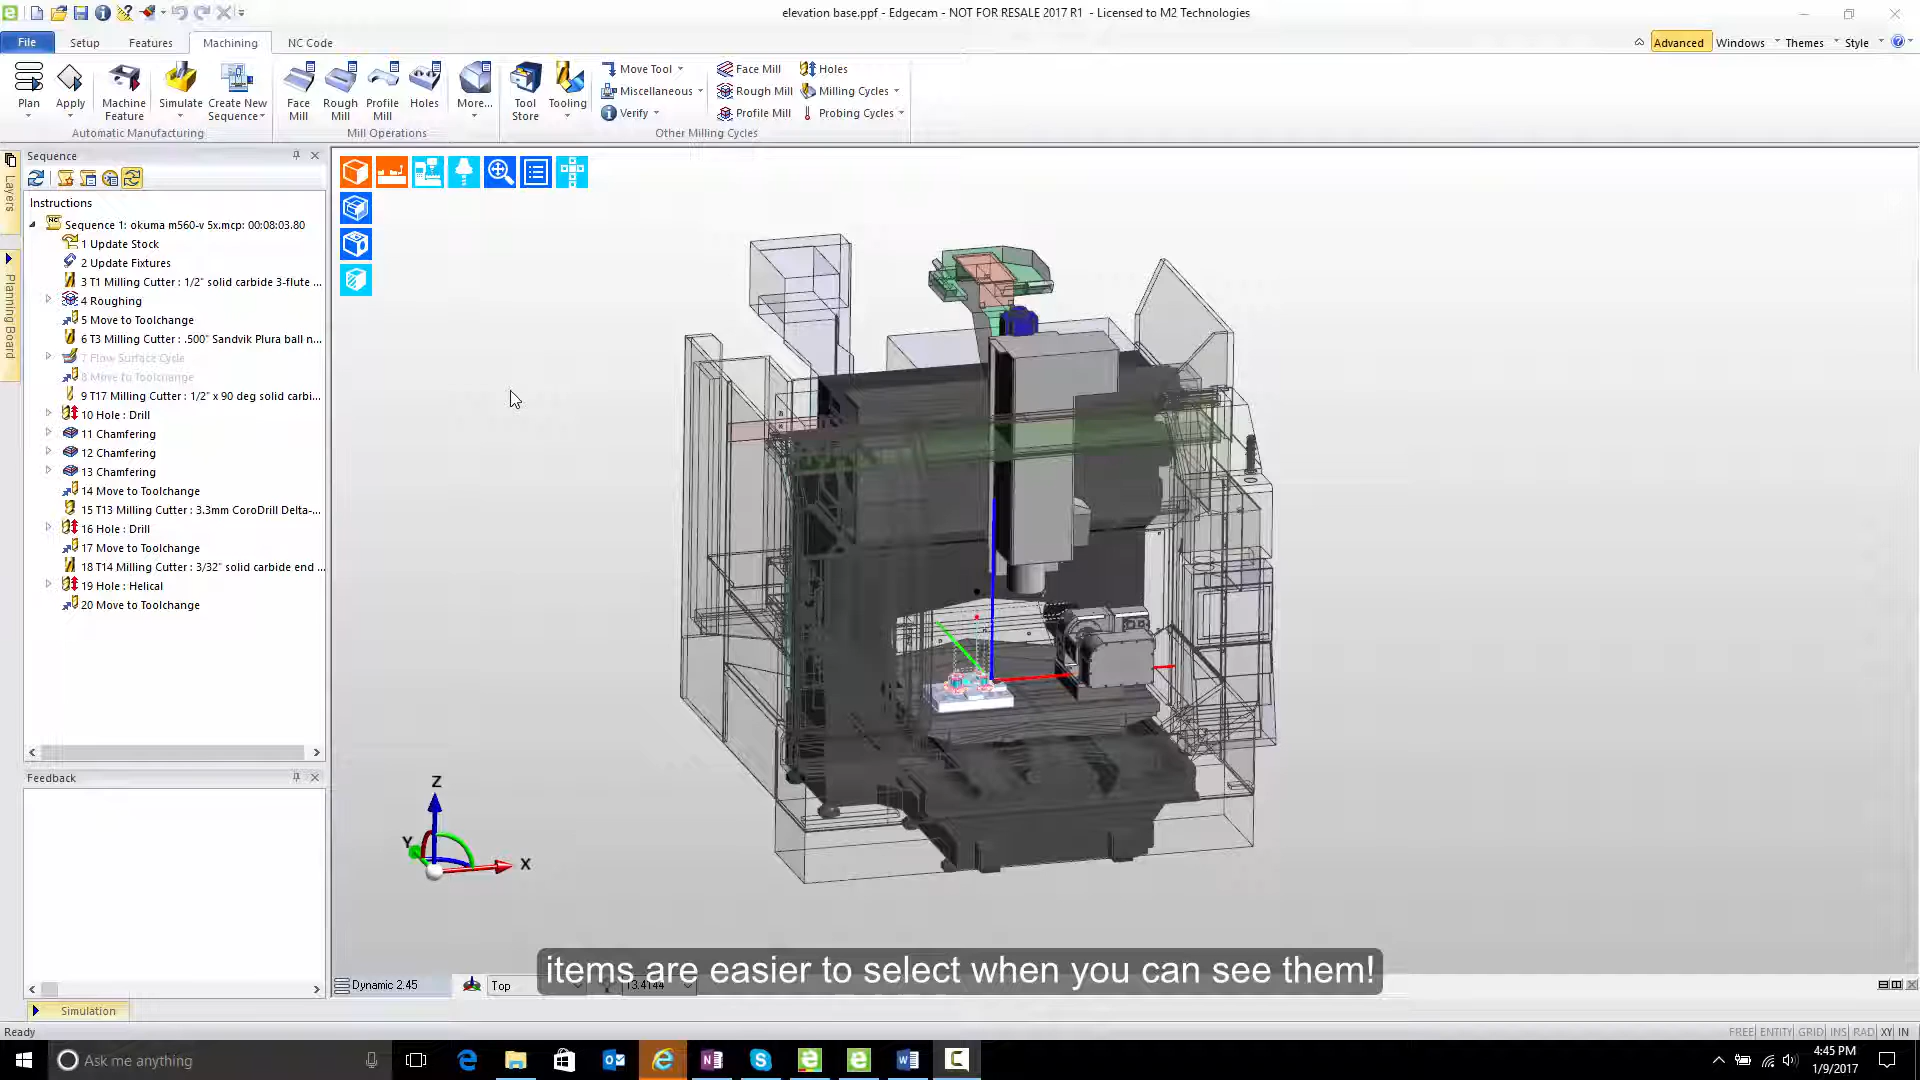 elevation base.ppf - Edgecam - NOT FOR RESALE 2017 R1 - Licensed to M2 Technologies
File Setup Features Machining NC Code
Advanced Windows Themes Style
Plan Apply Machine Feature Simulate Create New Sequence
Automatic Manufacturing
Face Mill Rough Mill Profile Mill Holes More...
Mill Operations
Tool Store Tooling
Move Tool Face Mill Holes
Miscellaneous Rough Mill Milling Cycles
Verify Profile Mill Probing Cycles
Other Milling Cycles
Layers
Planning Board
Sequence
Instructions
Sequence 1: okuma m560-v 5x.mcp: 00:08:03.80
1 Update Stock
2 Update Fixtures
3 T1 Milling Cutter : 1/2" solid carbide 3-flute ...
4 Roughing
5 Move to Toolchange
6 T3 Milling Cutter : .500" Sandvik Plura ball n...
7 Flow Surface Cycle
8 Move to Toolchange
9 T17 Milling Cutter : 1/2" x 90 deg solid carbi...
10 Hole : Drill
11 Chamfering
12 Chamfering
13 Chamfering
14 Move to Toolchange
15 T13 Milling Cutter : 3.3mm CoroDrill Delta-...
16 Hole : Drill
17 Move to Toolchange
18 T14 Milling Cutter : 3/32" solid carbide end ...
19 Hole : Helical
20 Move to Toolchange
Feedback
Z
Y
X
items are easier to select when you can see them!
Dynamic 2.45 Top 13.4144
Simulation
Ready
FREE ENTITY GRID INS RAD XY IN
Ask me anything
4:45 PM
1/9/2017